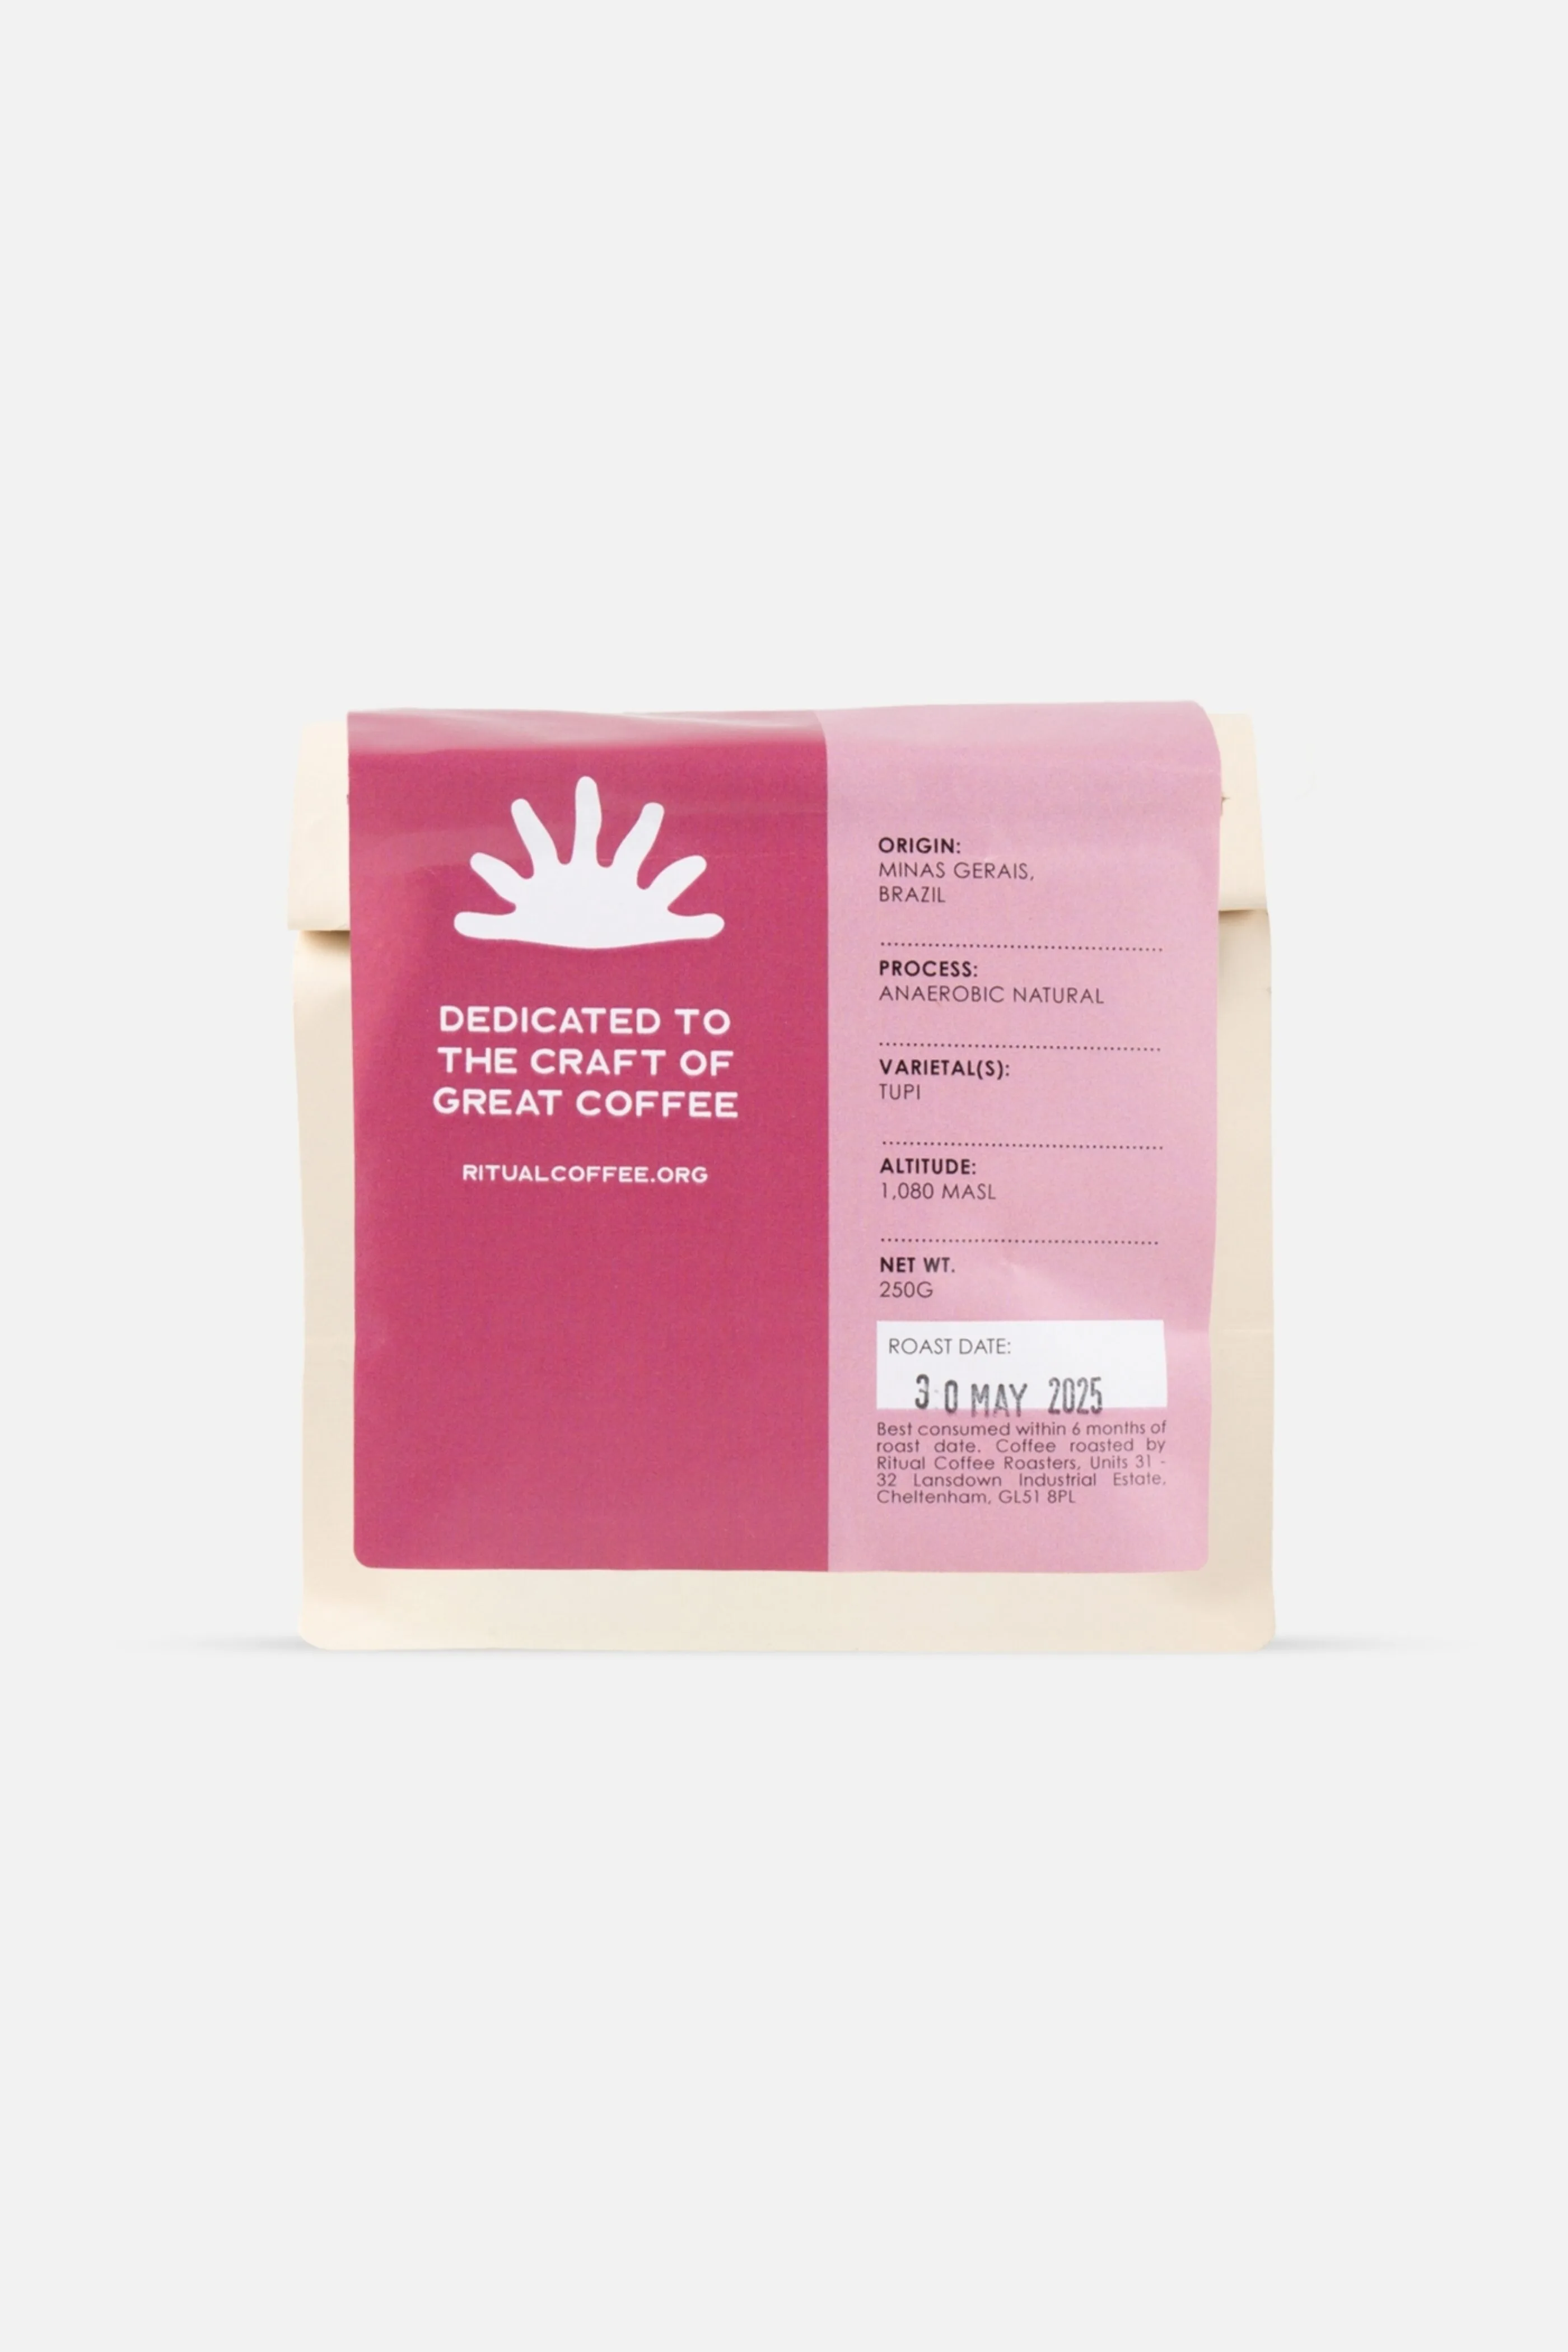 DEDICATED TO
THE CRAFT OF
GREAT COFFEE
RITUALCOFFEE.ORG
ORIGIN:
MINAS GERAIS,
BRAZIL
PROCESS:
ANAEROBIC NATURAL
VARIETAL(S):
TUPI
ALTITUDE:
1,080 MASL
NET WT.
250G
ROAST DATE:
30 MAY 2025
Best consumed within 6 months of
roast date. Coffee roasted by
Ritual Coffee Roasters, Units 31 -
32 Lansdown Industrial Estate,
Cheltenham, GL51 8PL